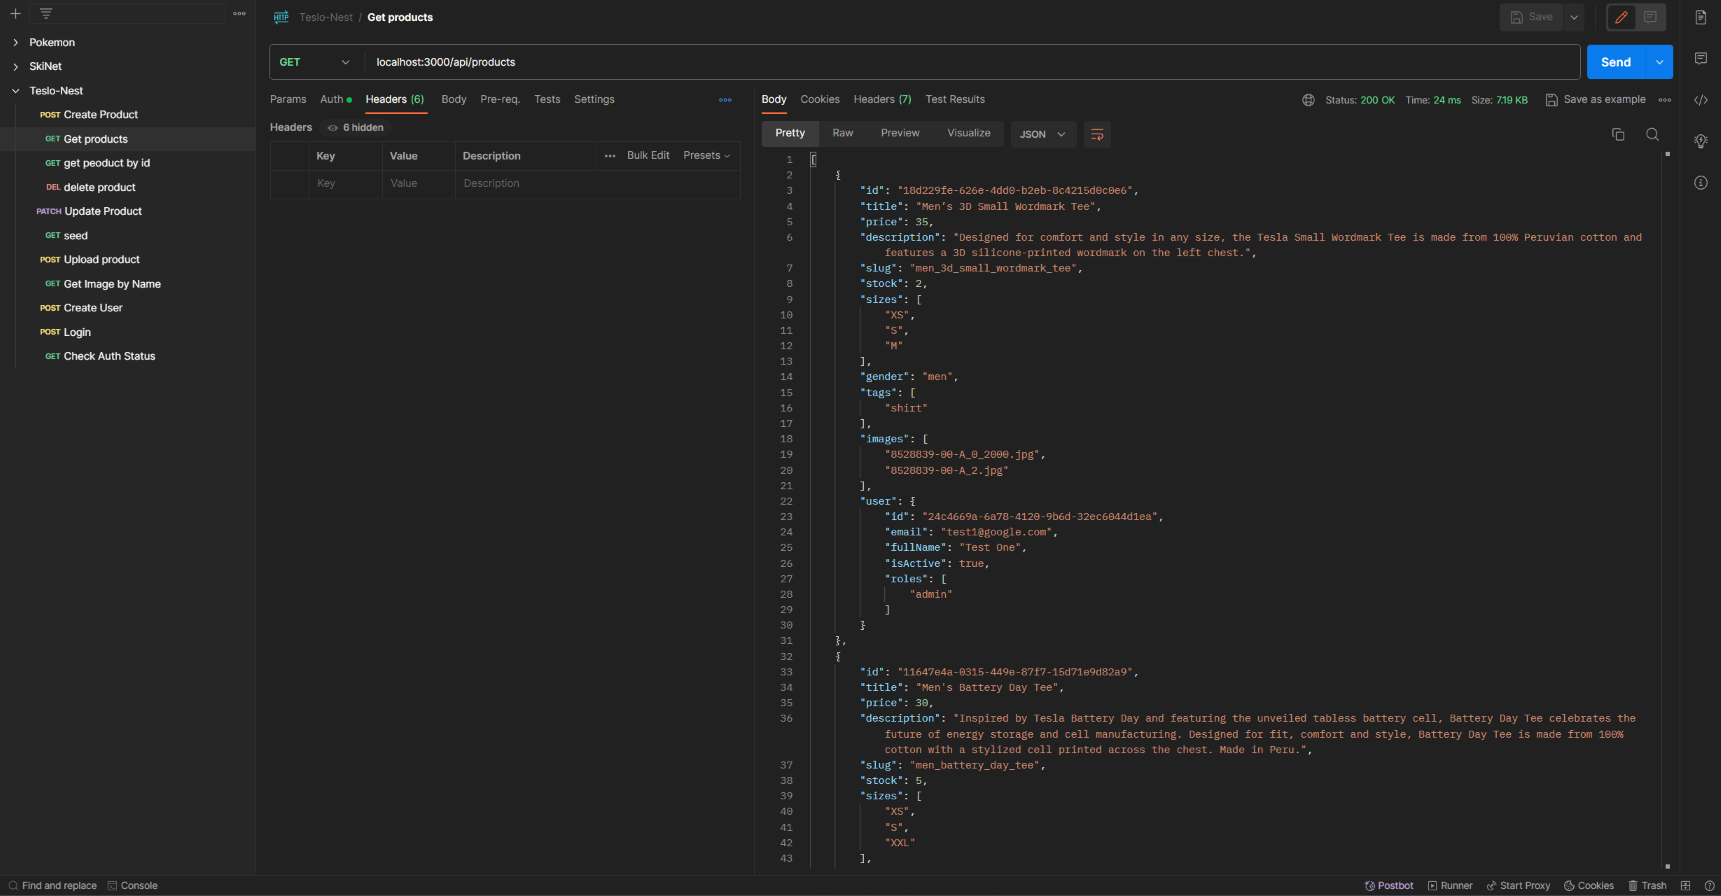 Teslo-Nest / Get products
Save
Pokemon
SkiNet
Teslo-Nest
POST Create Product
GET Get products
GET get peoduct by id
DEL delete product
PATCH Update Product
GET seed
POST Upload product
GET Get Image by Name
POST Create User
POST Login
GET Check Auth Status
GET
localhost:3000/api/products
Send
Params Auth Headers (6) Body Pre-req. Tests Settings
Headers 6 hidden
Key Value Description Bulk Edit Presets
Key Value Description
Body Cookies Headers (7) Test Results
Status: 200 OK Time: 24 ms Size: 7.19 KB Save as example
Pretty Raw Preview Visualize JSON
1 [
2 {
3 "id": "18d229fe-626e-4dd0-b2eb-8c4215d0c0e6",
4 "title": "Men’s 3D Small Wordmark Tee",
5 "price": 35,
6 "description": "Designed for comfort and style in any size, the Tesla Small Wordmark Tee is made from 100% Peruvian cotton and
features a 3D silicone-printed wordmark on the left chest.",
7 "slug": "men_3d_small_wordmark_tee",
8 "stock": 2,
9 "sizes": [
10 "XS",
11 "S",
12 "M"
13 ],
14 "gender": "men",
15 "tags": [
16 "shirt"
17 ],
18 "images": [
19 "8528839-00-A_0_2000.jpg",
20 "8528839-00-A_2.jpg"
21 ],
22 "user": {
23 "id": "24c4669a-6a78-4120-9b6d-32ec6044d1ea",
24 "email": "test1@google.com",
25 "fullName": "Test One",
26 "isActive": true,
27 "roles": [
28 "admin"
29 ]
30 }
31 },
32 {
33 "id": "11647e4a-0315-449e-87f7-15d71e9d82a9",
34 "title": "Men's Battery Day Tee",
35 "price": 30,
36 "description": "Inspired by Tesla Battery Day and featuring the unveiled tabless battery cell, Battery Day Tee celebrates the
future of energy storage and cell manufacturing. Designed for fit, comfort and style, Battery Day Tee is made from 100%
cotton with a stylized cell printed across the chest. Made in Peru.",
37 "slug": "men_battery_day_tee",
38 "stock": 5,
39 "sizes": [
40 "XS",
41 "S",
42 "XXL"
43 ],
Find and replace Console
Postbot Runner Start Proxy Cookies Trash